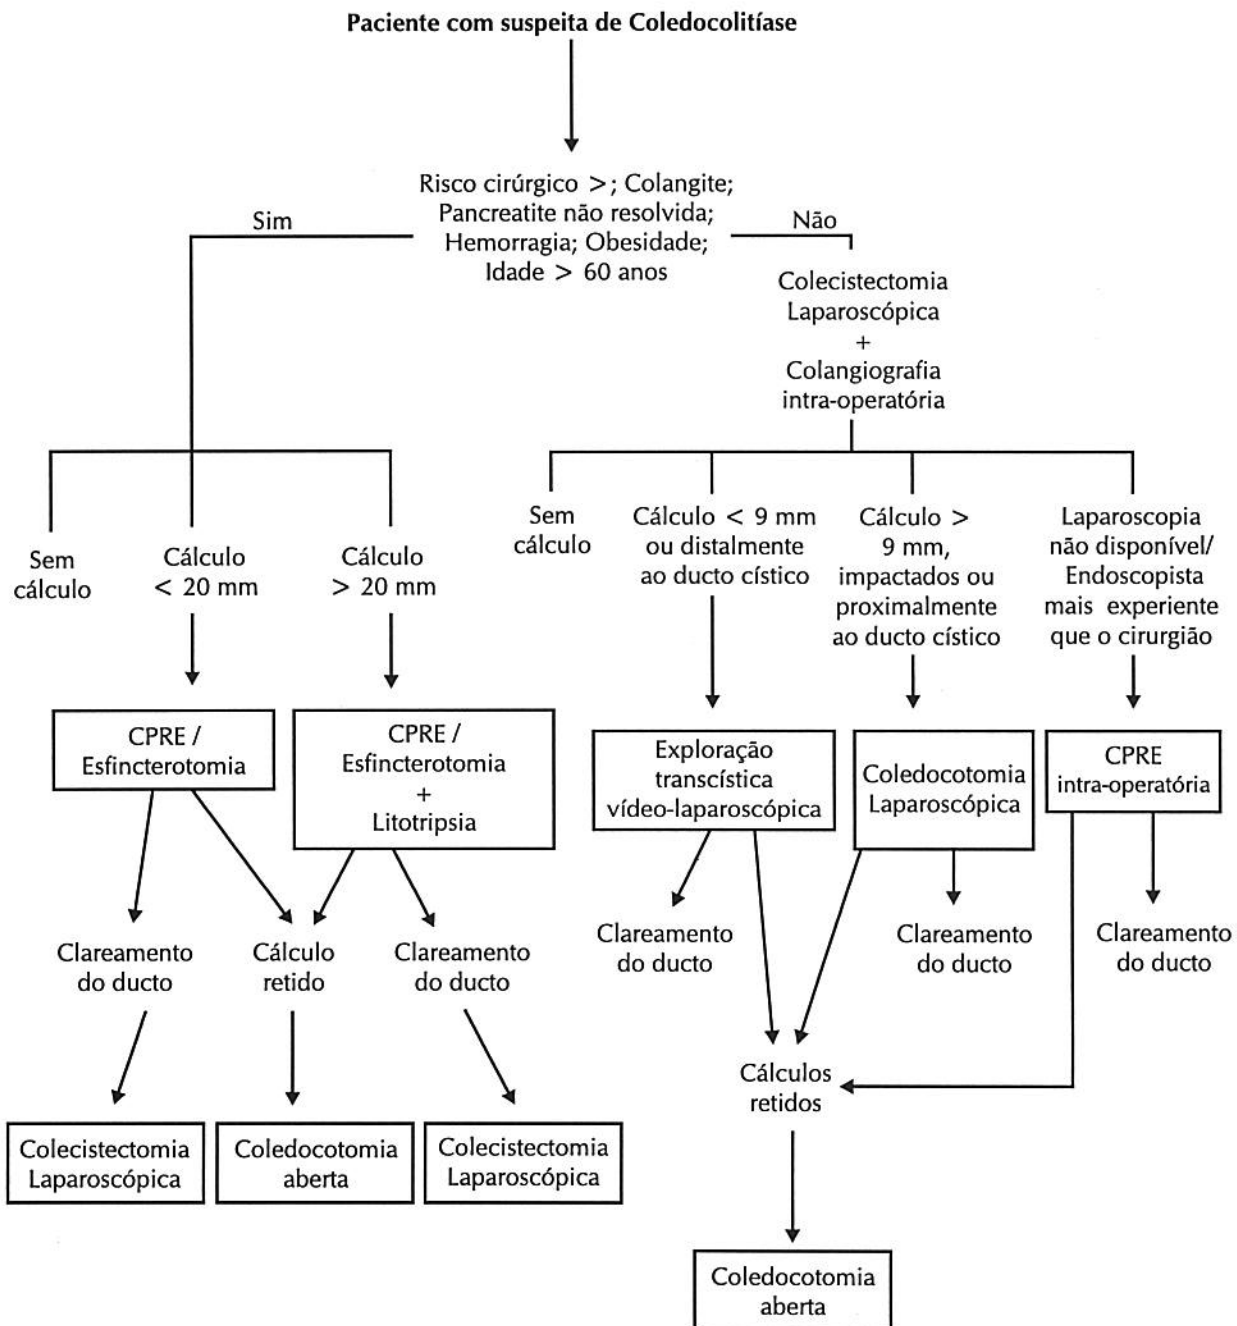 Paciente com suspeita de Coledocolitíase
Risco cirúrgico >; Colangite;
Pancreatite não resolvida;
Hemorragia; Obesidade;
Idade > 60 anos
Sim
Não
Colecistectomia
Laparoscópica
+
Colangiografia
intra-operatória
Sem
cálculo
Cálculo
< 20 mm
Cálculo
> 20 mm
Sem
cálculo
Cálculo < 9 mm
ou distalmente
ao ducto cístico
Cálculo >
9 mm,
impactados ou
proximalmente
ao ducto cístico
Laparoscopia
não disponível/
Endoscopista
mais experiente
que o cirurgião
CPRE /
Esfincterotomia
CPRE /
Esfincterotomia
+
Litotripsia
Exploração
transcística
vídeo-laparoscópica
Coledocotomia
Laparoscópica
CPRE
intra-operatória
Clareamento
do ducto
Cálculo
retido
Clareamento
do ducto
Clareamento
do ducto
Clareamento
do ducto
Clareamento
do ducto
Cálculos
retidos
Colecistectomia
Laparoscópica
Coledocotomia
aberta
Colecistectomia
Laparoscópica
Coledocotomia
aberta